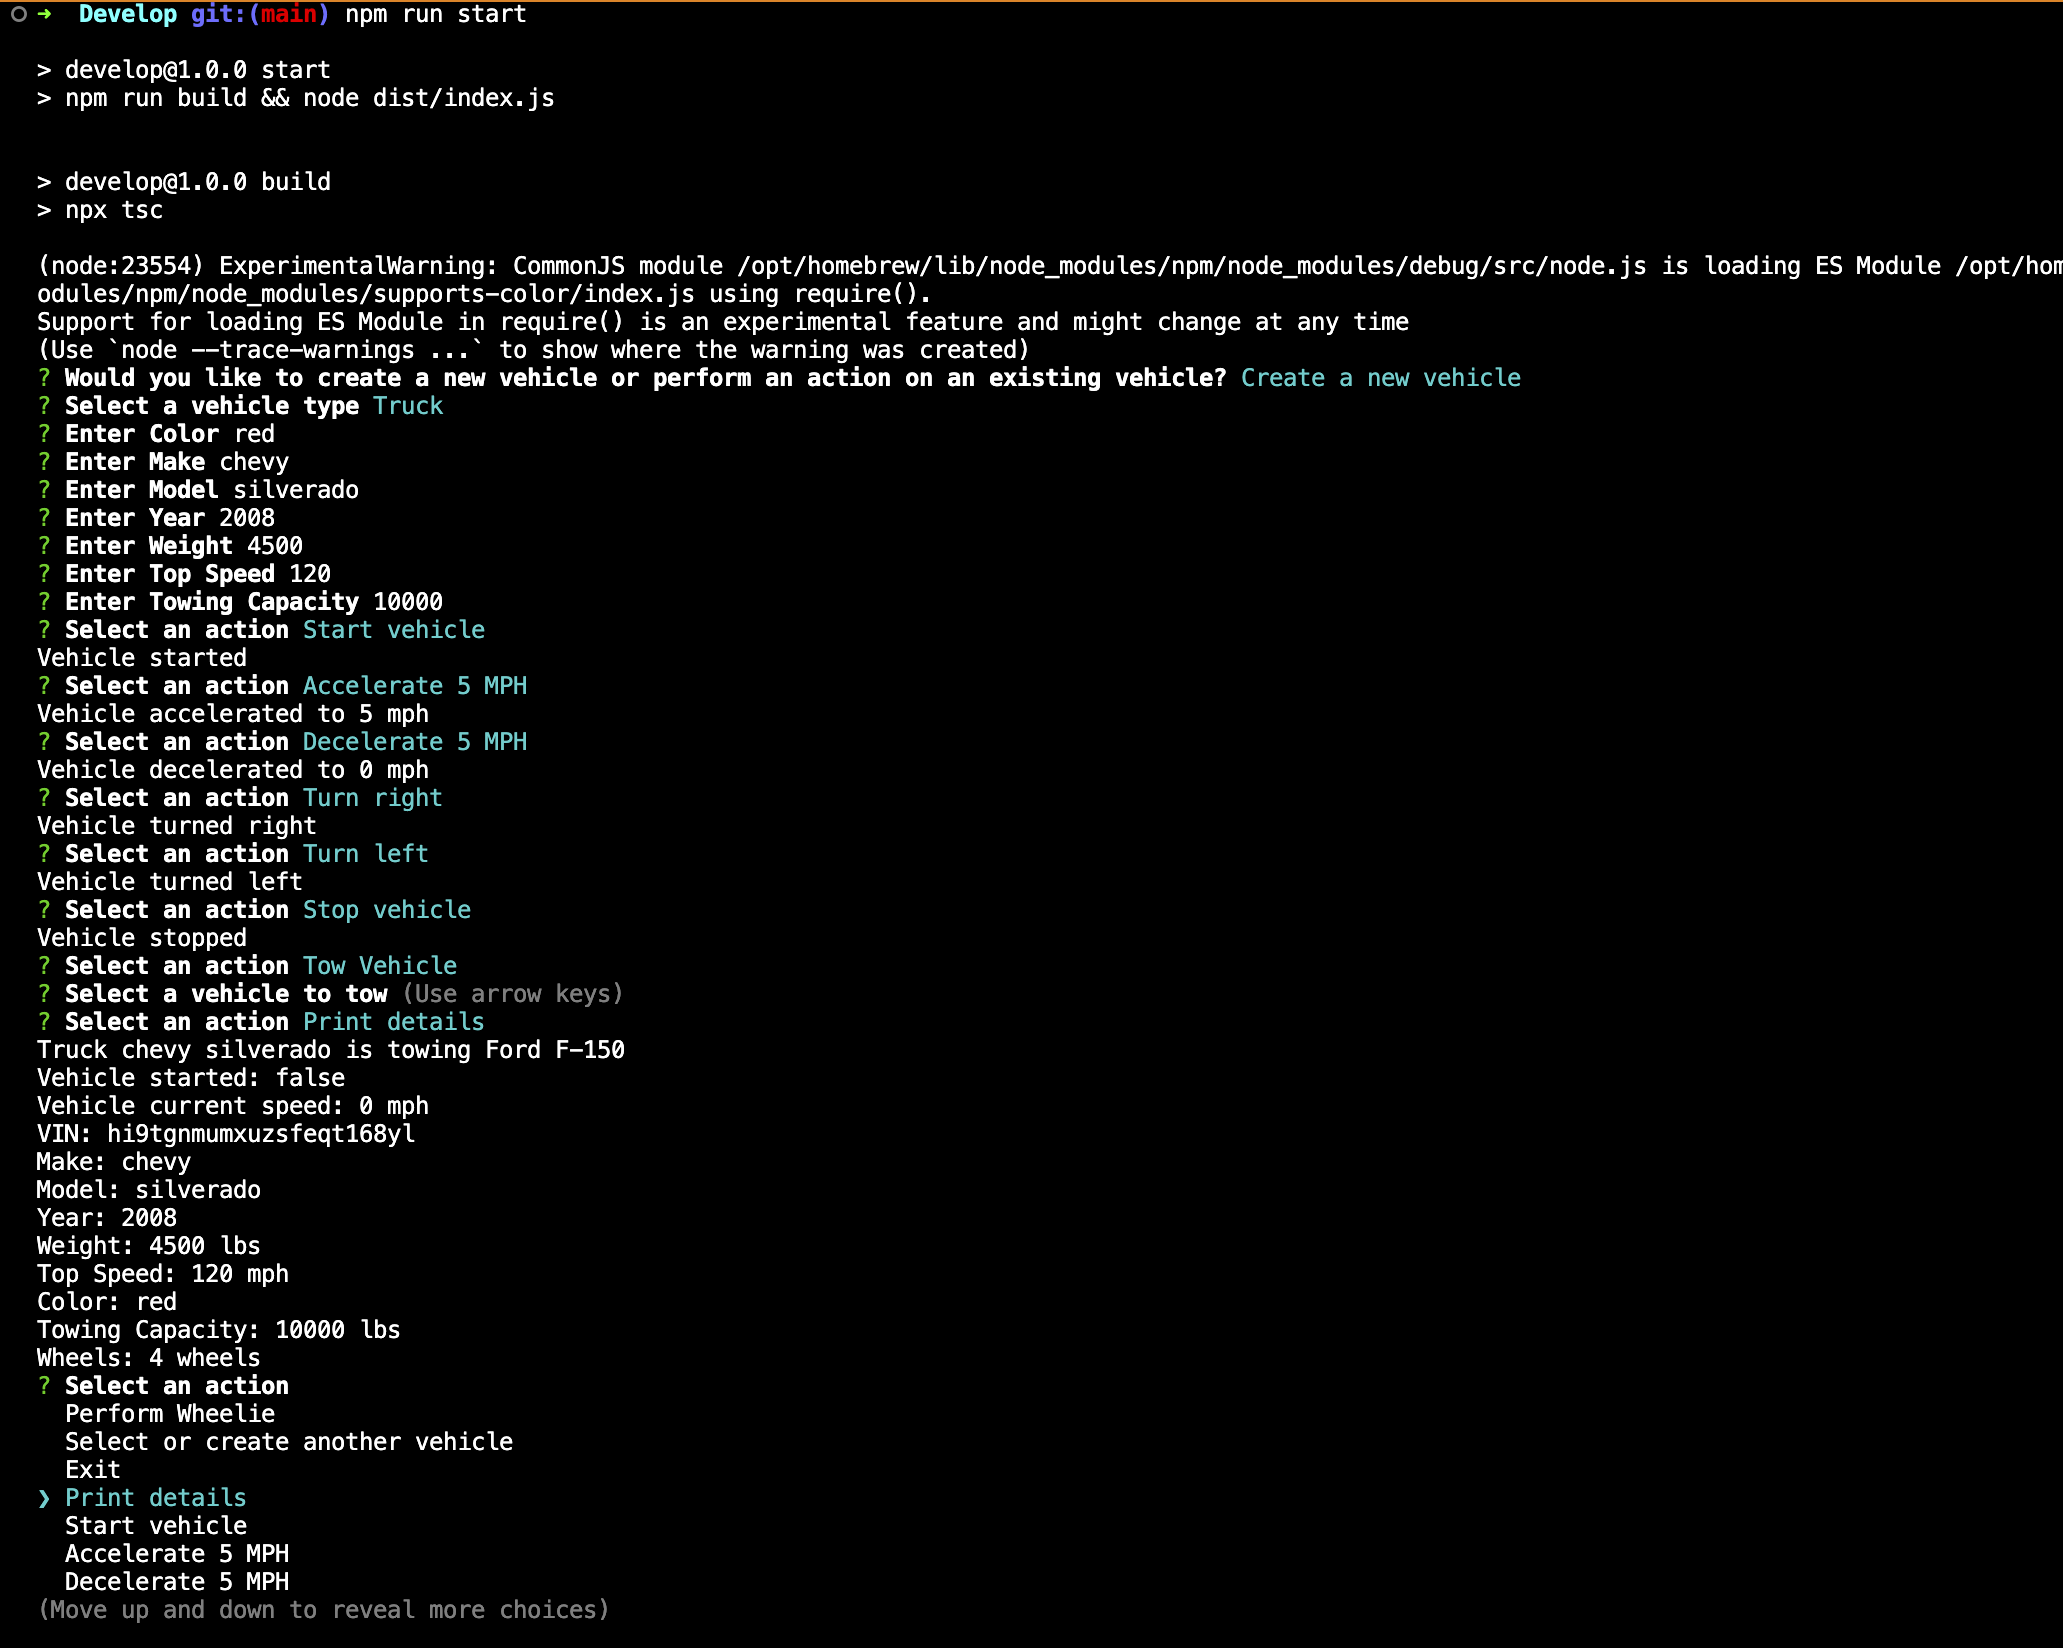 ➜  Develop git:(main) npm run start
> develop@1.0.0 start
> npm run build && node dist/index.js
> develop@1.0.0 build
> npx tsc
(node:23554) ExperimentalWarning: CommonJS module /opt/homebrew/lib/node_modules/npm/node_modules/debug/src/node.js is loading ES Module /opt/hom
odules/npm/node_modules/supports-color/index.js using require().
Support for loading ES Module in require() is an experimental feature and might change at any time
(Use `node --trace-warnings ...` to show where the warning was created)
? Would you like to create a new vehicle or perform an action on an existing vehicle? Create a new vehicle
? Select a vehicle type Truck
? Enter Color red
? Enter Make chevy
? Enter Model silverado
? Enter Year 2008
? Enter Weight 4500
? Enter Top Speed 120
? Enter Towing Capacity 10000
? Select an action Start vehicle
Vehicle started
? Select an action Accelerate 5 MPH
Vehicle accelerated to 5 mph
? Select an action Decelerate 5 MPH
Vehicle decelerated to 0 mph
? Select an action Turn right
Vehicle turned right
? Select an action Turn left
Vehicle turned left
? Select an action Stop vehicle
Vehicle stopped
? Select an action Tow Vehicle
? Select a vehicle to tow (Use arrow keys)
? Select an action Print details
Truck chevy silverado is towing Ford F-150
Vehicle started: false
Vehicle current speed: 0 mph
VIN: hi9tgnmumxuzsfeqt168yl
Make: chevy
Model: silverado
Year: 2008
Weight: 4500 lbs
Top Speed: 120 mph
Color: red
Towing Capacity: 10000 lbs
Wheels: 4 wheels
? Select an action
Perform Wheelie
Select or create another vehicle
Exit
❯ Print details
Start vehicle
Accelerate 5 MPH
Decelerate 5 MPH
(Move up and down to reveal more choices)